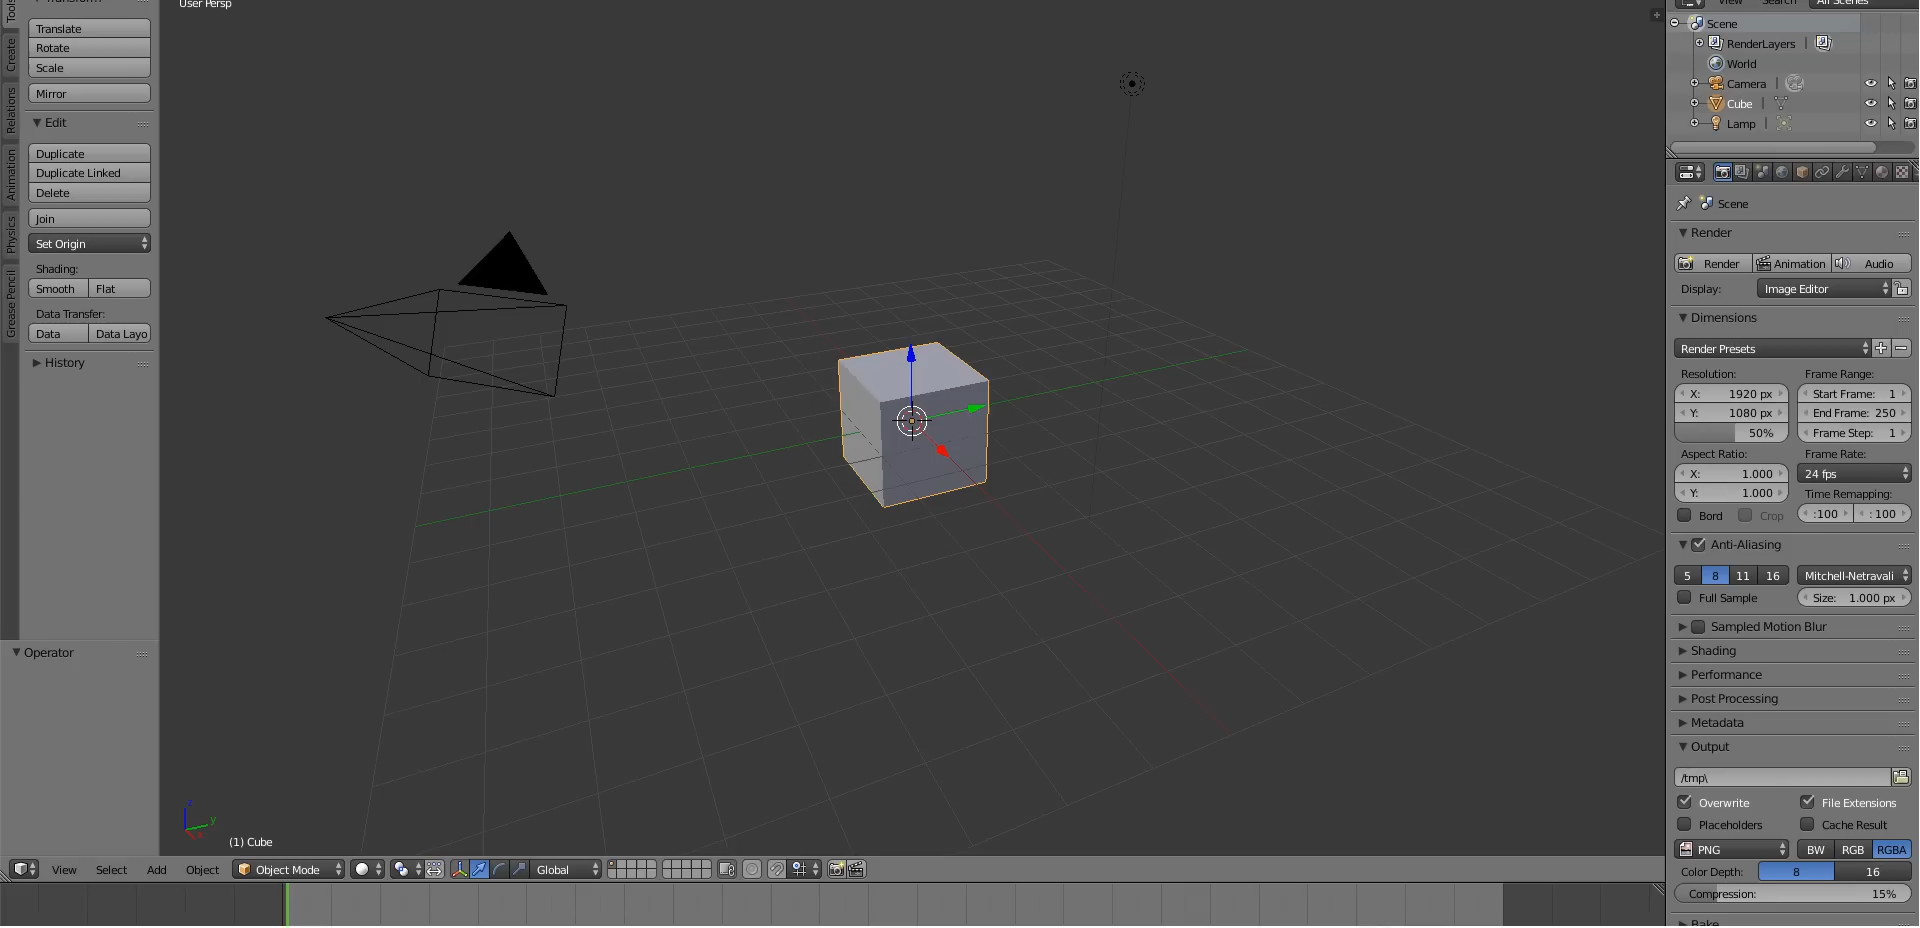 User Persp
Tools
Create
Relations
Animation
Physics
Grease Pencil
Transform
Translate
Rotate
Scale
Mirror
Edit
Duplicate
Duplicate Linked
Delete
Join
Set Origin
Shading:
Smooth Flat
Data Transfer:
Data Data Layo
History
Operator
z
y
x
(1) Cube
View Select Add Object Object Mode Global
View Search All Scenes
Scene
RenderLayers
World
Camera
Cube
Lamp
Scene
Render
Render Animation Audio
Display: Image Editor
Dimensions
Render Presets
Resolution: Frame Range:
X: 1920 px Start Frame: 1
Y: 1080 px End Frame: 250
50% Frame Step: 1
Aspect Ratio: Frame Rate:
X: 1.000 24 fps
Y: 1.000 Time Remapping:
Bord Crop :100 : 100
Anti-Aliasing
5 8 11 16 Mitchell-Netravali
Full Sample Size: 1.000 px
Sampled Motion Blur
Shading
Performance
Post Processing
Metadata
Output
/tmp\
Overwrite File Extensions
Placeholders Cache Result
PNG BW RGB RGBA
Color Depth: 8 16
Compression: 15%
Bake